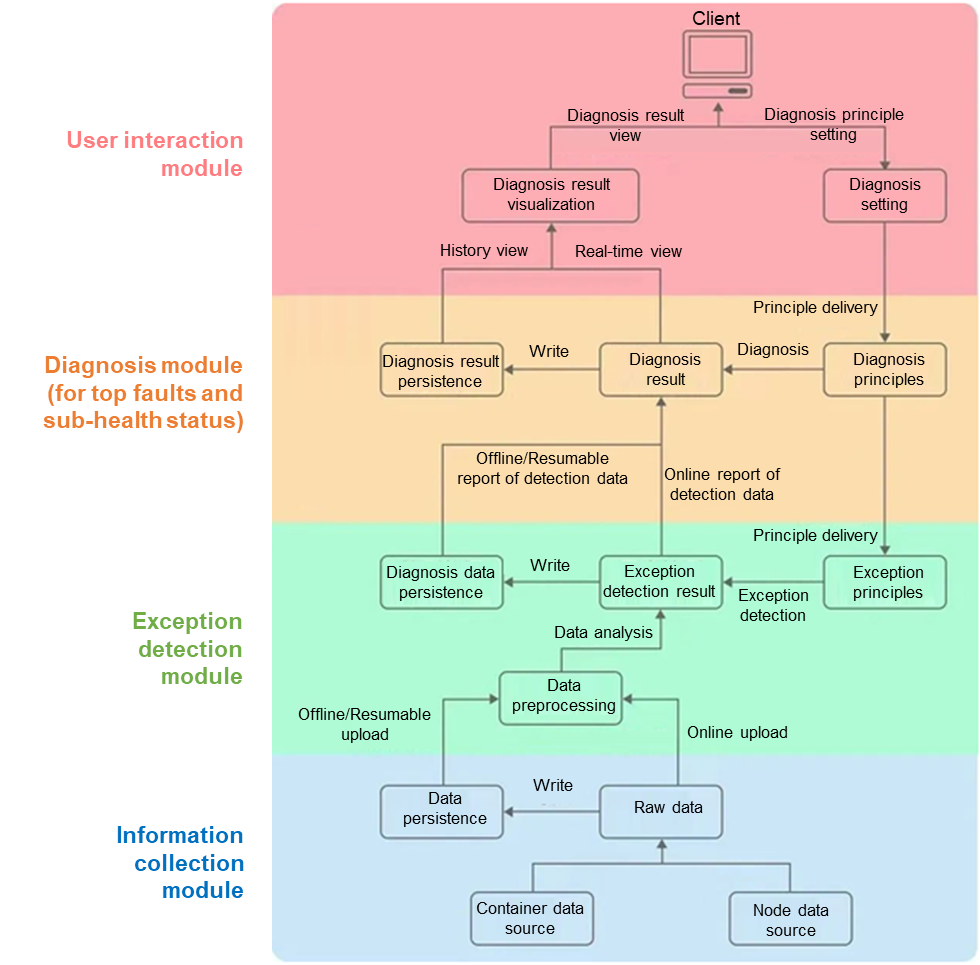 Client
Diagnosis result
view
Diagnosis principle
setting
User interaction
module
Diagnosis result
visualization
Diagnosis
setting
History view
Real-time view
Principle delivery
Diagnosis module
(for top faults and
sub-health status)
Diagnosis result
persistence
Write
Diagnosis
result
Diagnosis
Diagnosis
principles
Offline/Resumable
report of detection data
Online report of
detection data
Principle delivery
Exception
detection
module
Diagnosis data
persistence
Write
Exception
detection result
Exception
detection
Exception
principles
Data analysis
Data
preprocessing
Offline/Resumable
upload
Online upload
Information
collection
module
Data
persistence
Write
Raw data
Container data
source
Node data
source